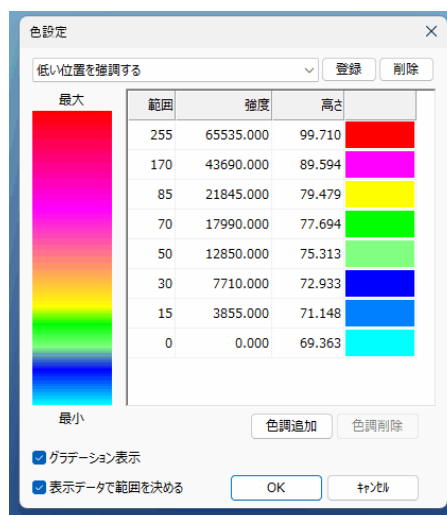 色設定
低い位置を強調する
登録 削除
最大
範囲 強度 高さ
255 65535.000 99.710
170 43690.000 89.594
85 21845.000 79.479
70 17990.000 77.694
50 12850.000 75.313
30 7710.000 72.933
15 3855.000 71.148
0 0.000 69.363
最小
色調追加 色調削除
グラデーション表示
表示データで範囲を決める
OK ｷｬﾝｾﾙ